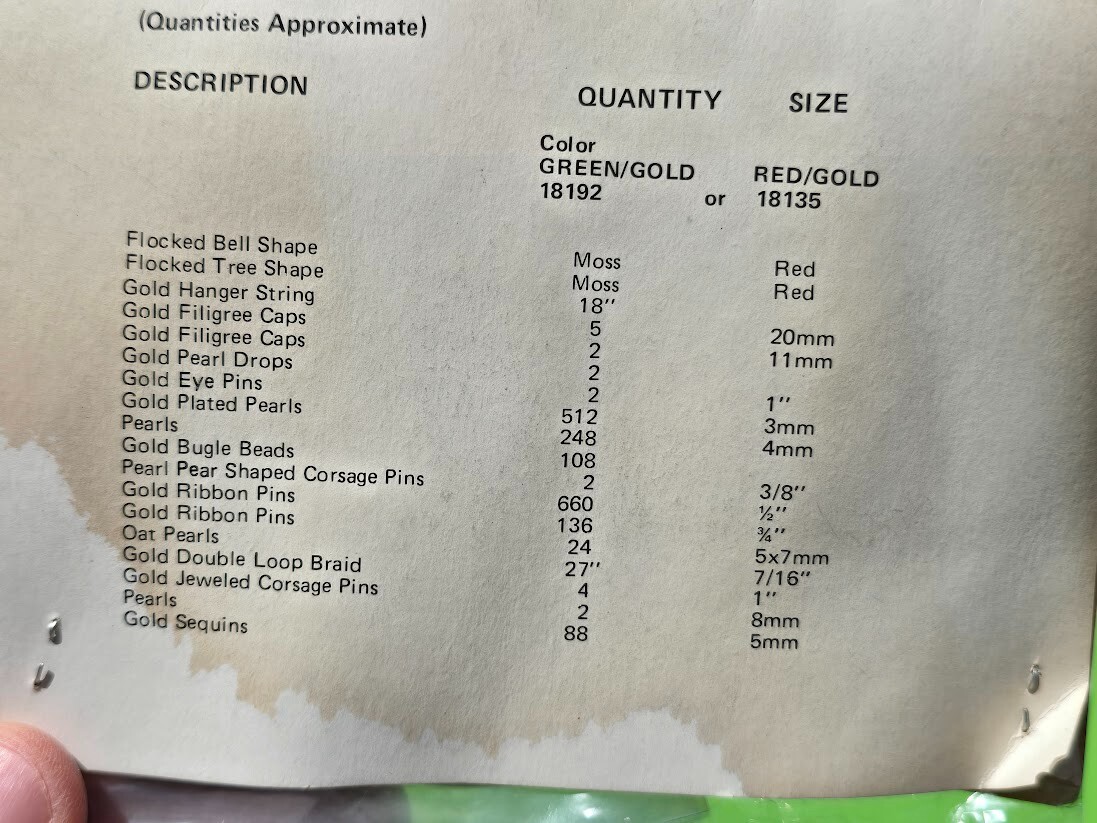 (Quantities Approximate)
DESCRIPTION QUANTITY SIZE
Color
GREEN/GOLD RED/GOLD
18192 or 18135
Flocked Bell Shape Moss Red
Flocked Tree Shape Moss Red
Gold Hanger String 18''
Gold Filigree Caps 5 20mm
Gold Filigree Caps 2 11mm
Gold Pearl Drops 2
Gold Eye Pins 2 1''
Gold Plated Pearls 512 3mm
Pearls 248 4mm
Gold Bugle Beads 108
Pearl Pear Shaped Corsage Pins 2 3/8''
Gold Ribbon Pins 660 ½''
Gold Ribbon Pins 136 ¾''
Oat Pearls 24 5x7mm
Gold Double Loop Braid 27'' 7/16''
Gold Jeweled Corsage Pins 4 1''
Pearls 2 8mm
Gold Sequins 88 5mm